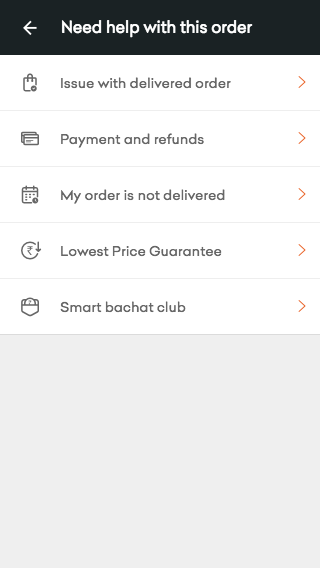 Need help with this order
Issue with delivered order
Payment and refunds
My order is not delivered
Lowest Price Guarantee
Smart bachat club